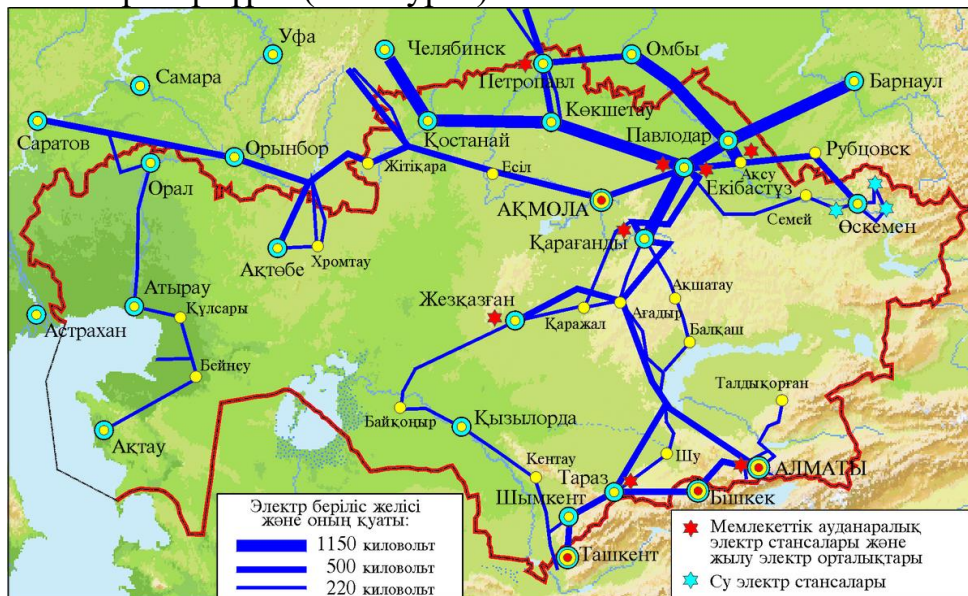 Уфа
Челябинск
Омбы
Самара
Петропавл
Барнаул
Көкшетау
Саратов
Қостанай
Павлодар
Орынбор
Рубцовск
Жітіқара
Орал
Есіл
Ақсу
Екібастұз
АҚМОЛА
Семей
Өскемен
Қарағанды
Ақтөбе
Хромтау
Атырау
Жезқазған
Ақшатау
Құлсары
Астрахан
Қаражал
Ағадыр
Балқаш
Бейнеу
Талдықорған
Байқоңыр
Қызылорда
Ақтау
Кентау
Шу
Тараз
АЛМАТЫ
Шымкент
Бішкек
Ташкент
Электр беріліс желісі
және оның қуаты:
1150 киловольт
500 киловольт
220 киловольт
Мемлекеттік ауданаралық
электр стансалары және
жылу электр орталықтары
Су электр стансалары